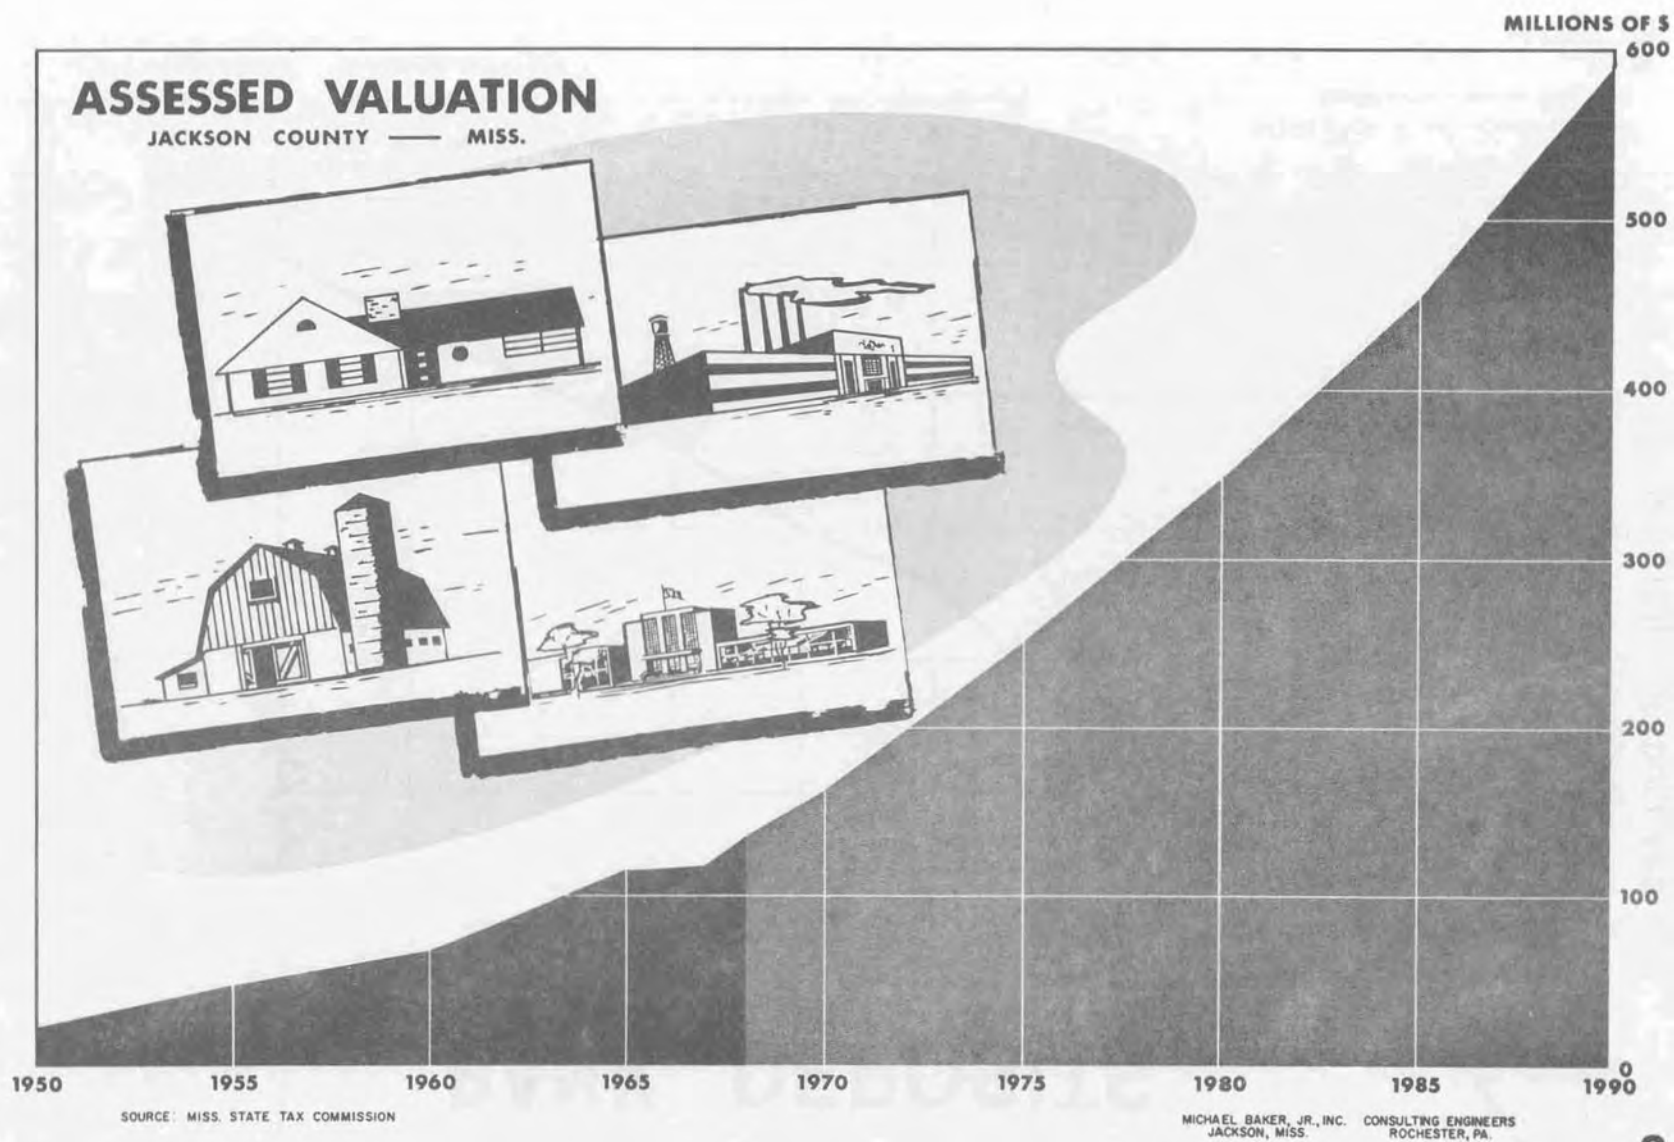 MILLIONS OF $
ASSESSED VALUATION
JACKSON COUNTY — MISS.
600
500
400
300
200
100
0
1950 1955 1960 1965 1970 1975 1980 1985 1990
SOURCE: MISS. STATE TAX COMMISSION
MICHAEL BAKER, JR., INC. CONSULTING ENGINEERS
JACKSON, MISS. ROCHESTER, PA.